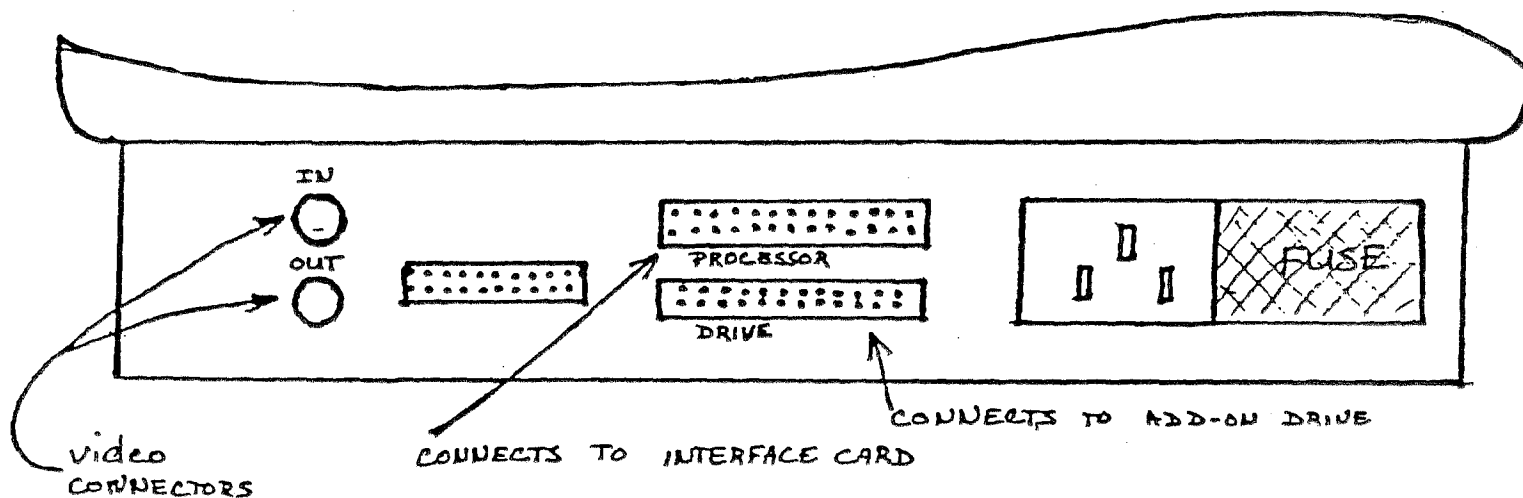 IN
OUT
PROCESSOR
DRIVE
FUSE
CONNECTS TO ADD-ON DRIVE
CONNECTS TO INTERFACE CARD
video
CONNECTORS